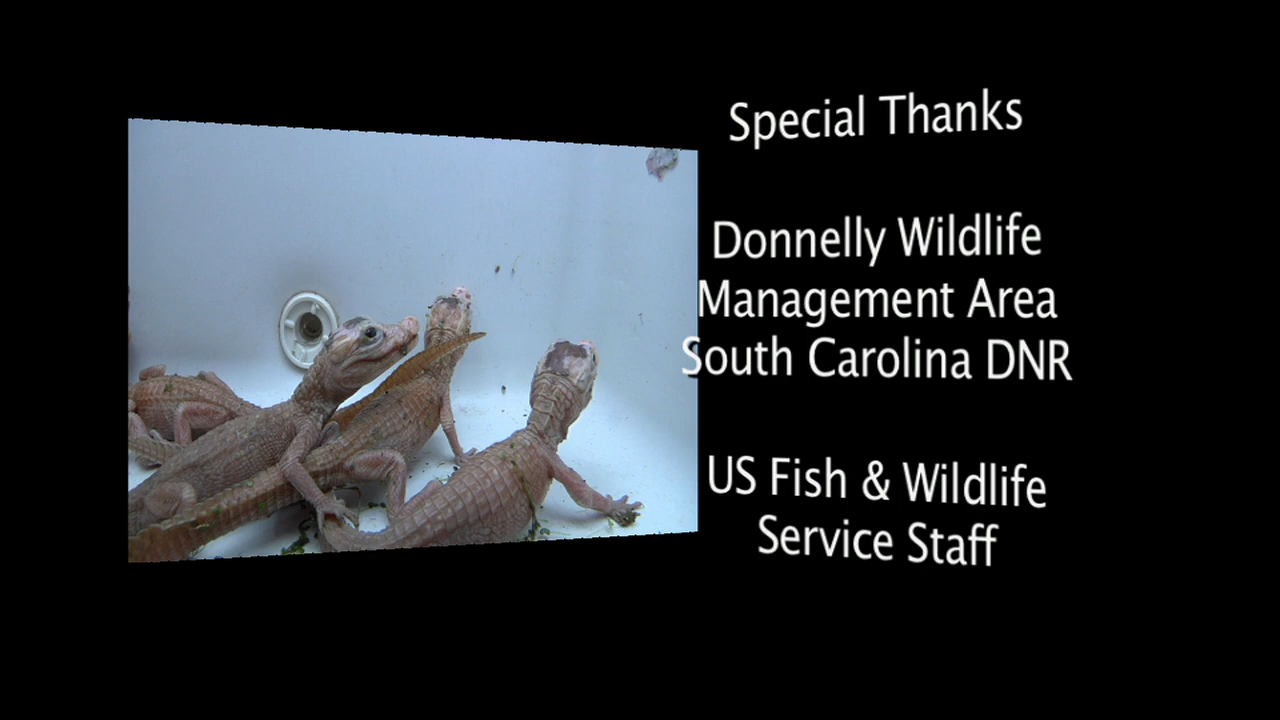 Special Thanks
Donnelly Wildlife
Management Area
South Carolina DNR
US Fish & Wildlife
Service Staff